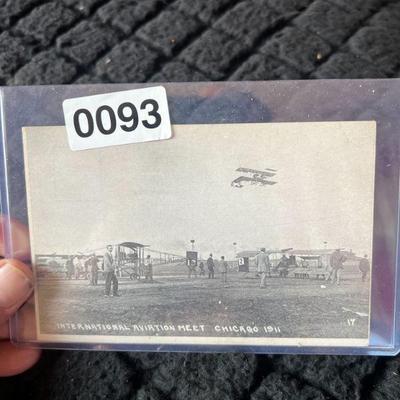 0093
INTERNATIONAL AVIATION MEET CHICAGO 1911
17